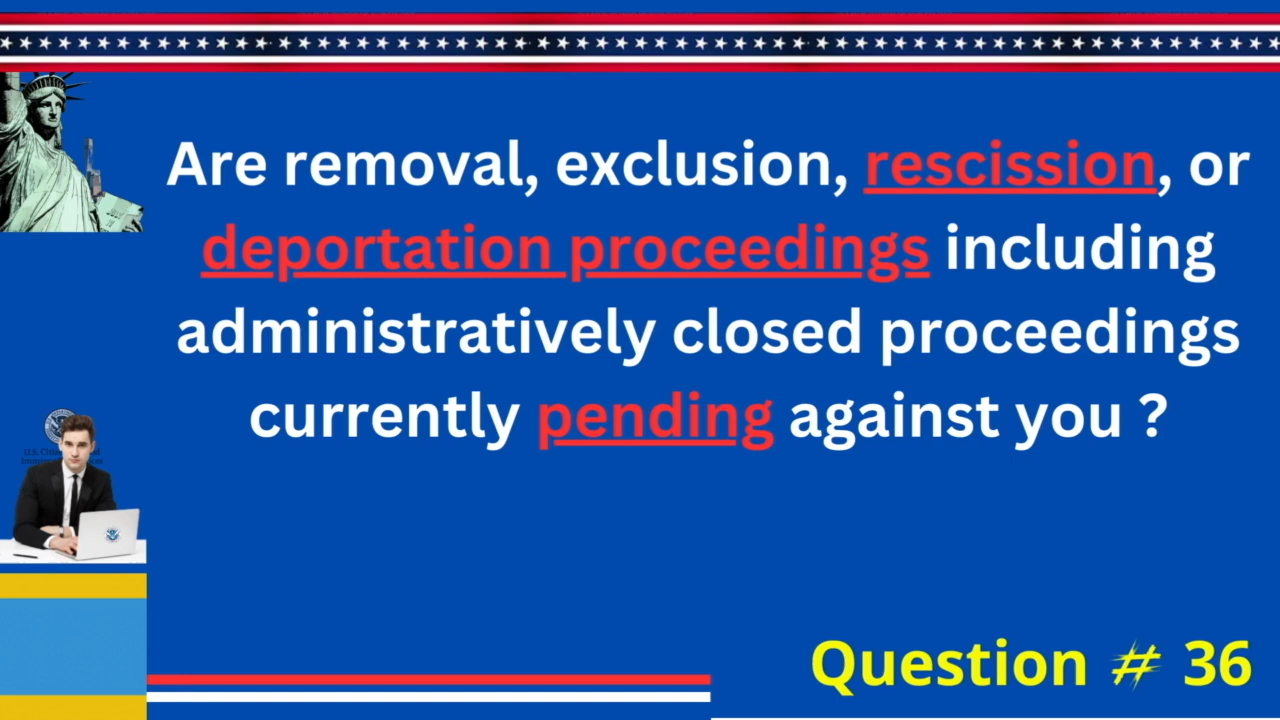 Are removal, exclusion, rescission, or
deportation proceedings including
administratively closed proceedings
currently pending against you ?
Question # 36